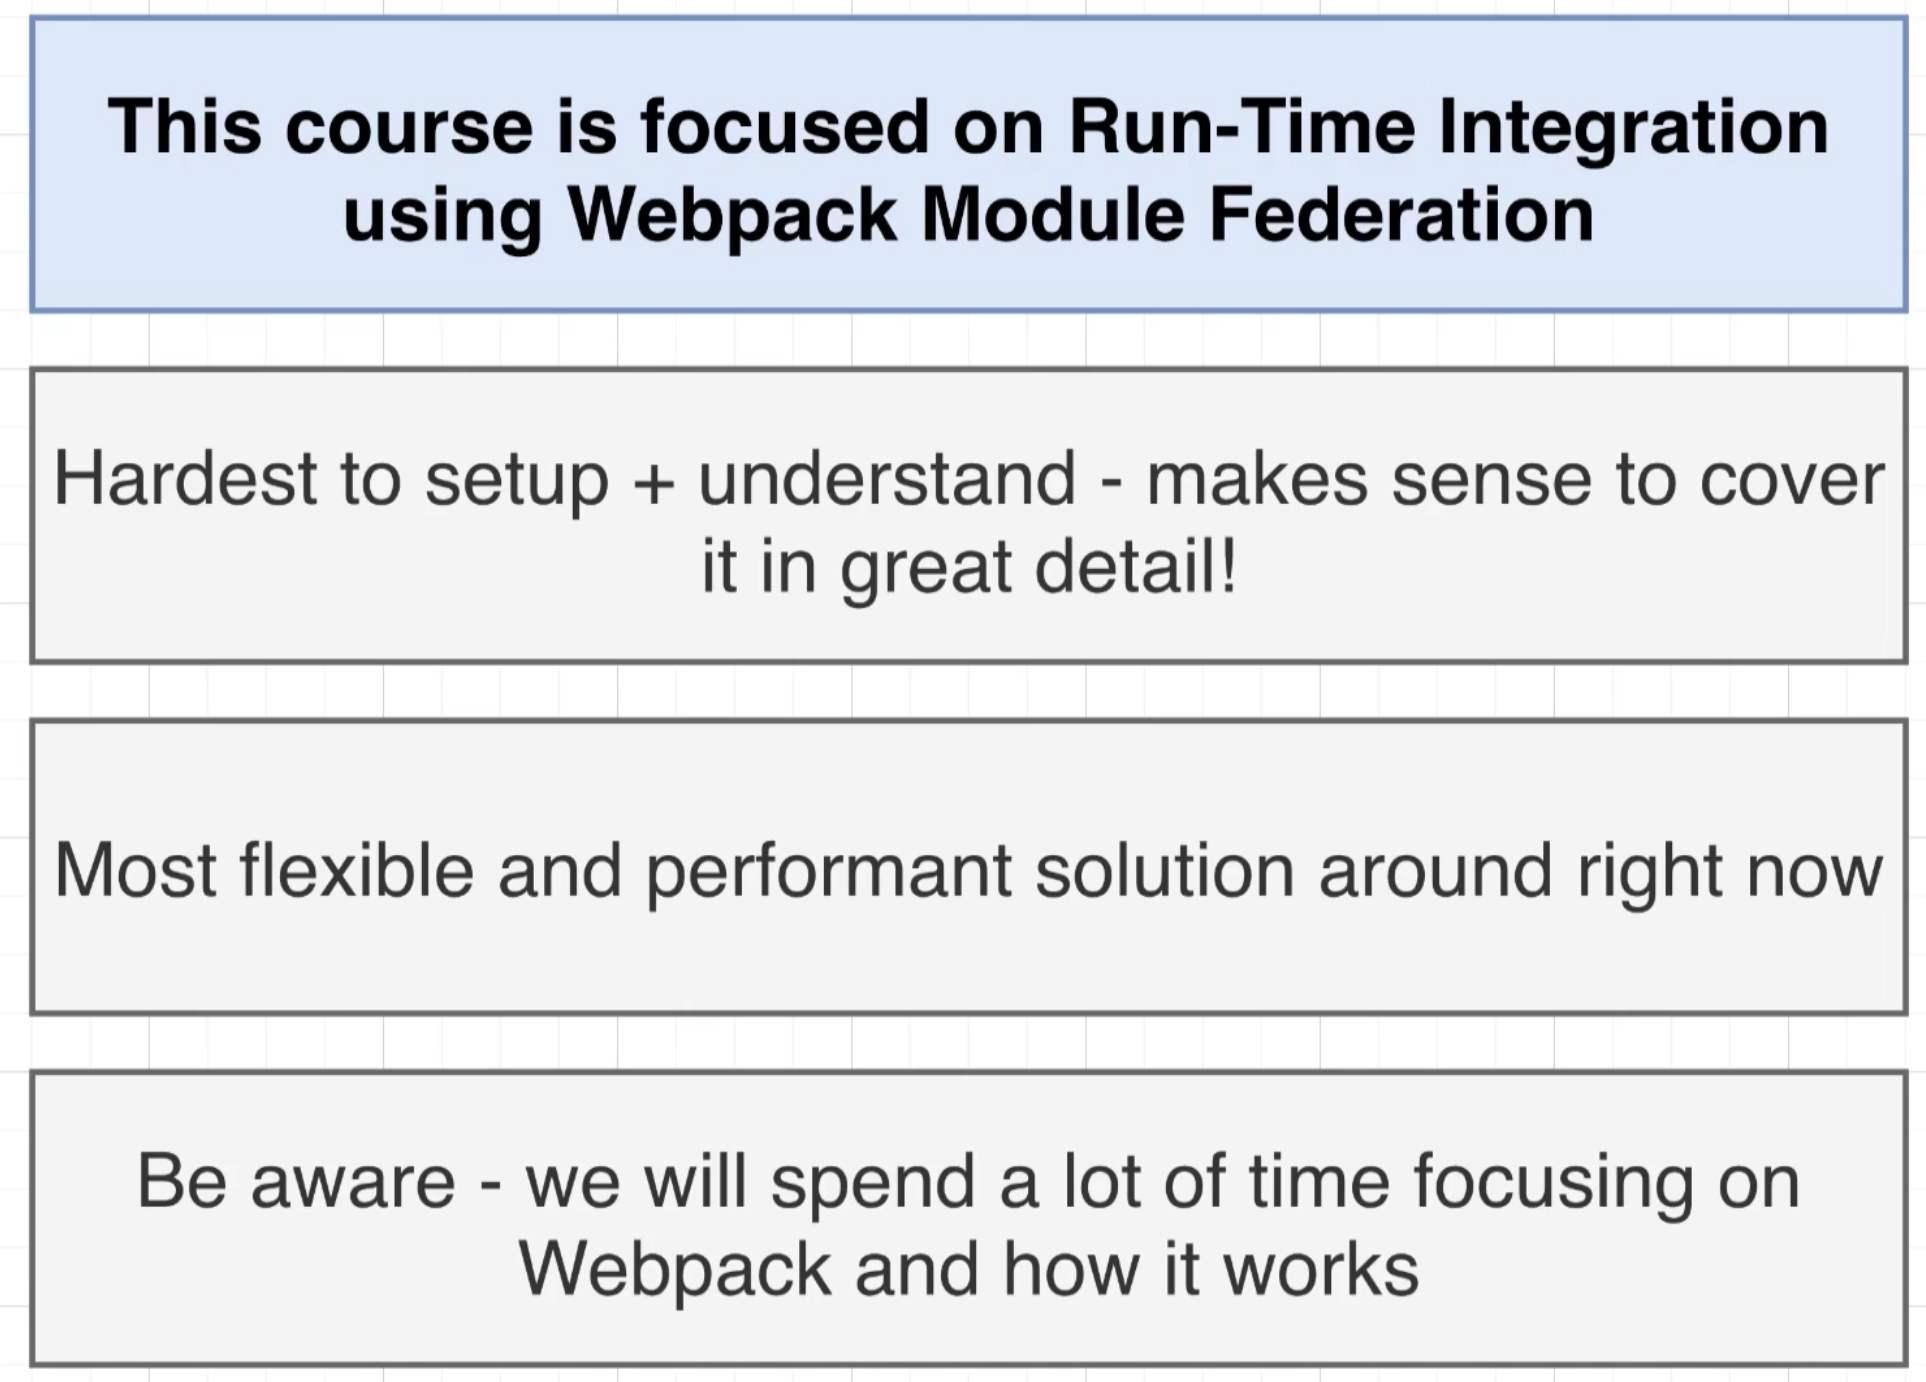 This course is focused on Run-Time Integration
using Webpack Module Federation
Hardest to setup + understand - makes sense to cover
it in great detail!
Most flexible and performant solution around right now
Be aware - we will spend a lot of time focusing on
Webpack and how it works